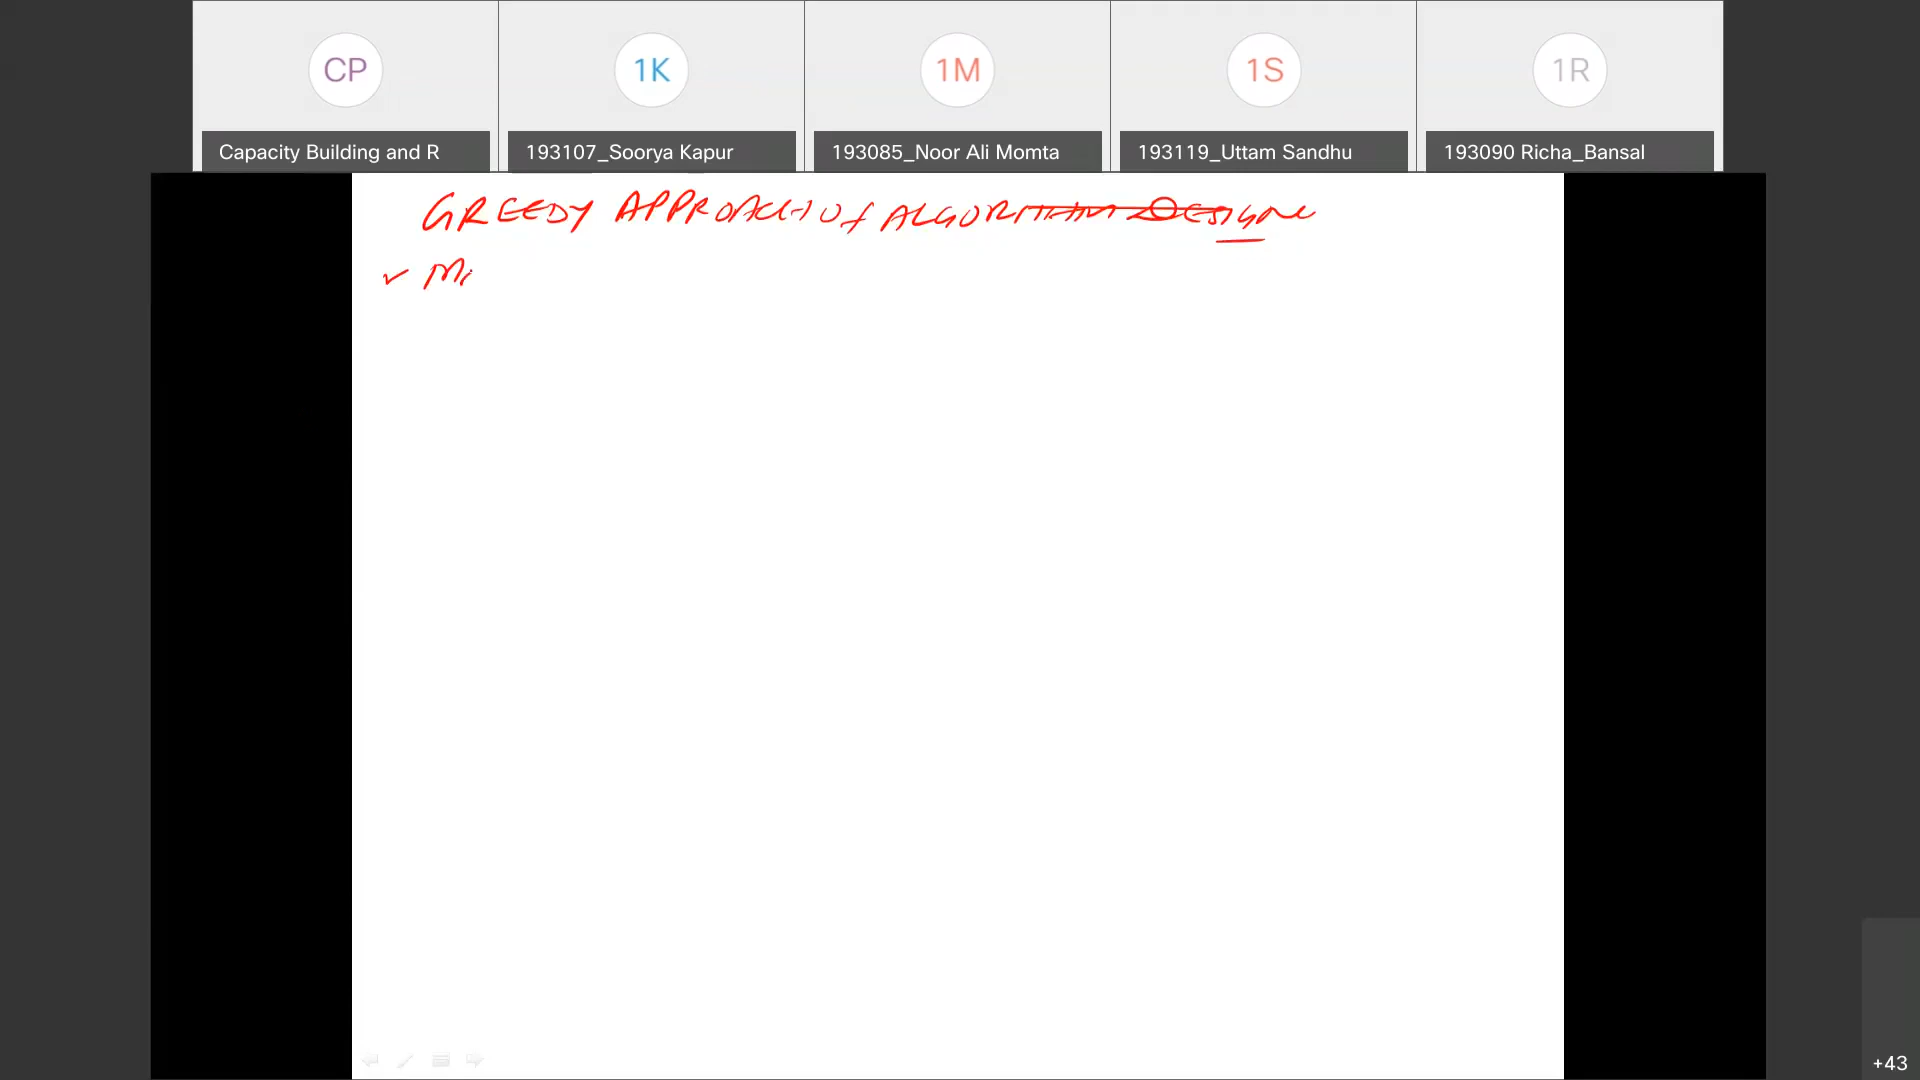 CP
1K
1M
1S
1R
Capacity Building and R
193107_Soorya Kapur
193085_Noor Ali Momta
193119_Uttam Sandhu
193090 Richa_Bansal
GREEDY APPROACH Of ALGORITHM DESIGN
✓ Mi
+43